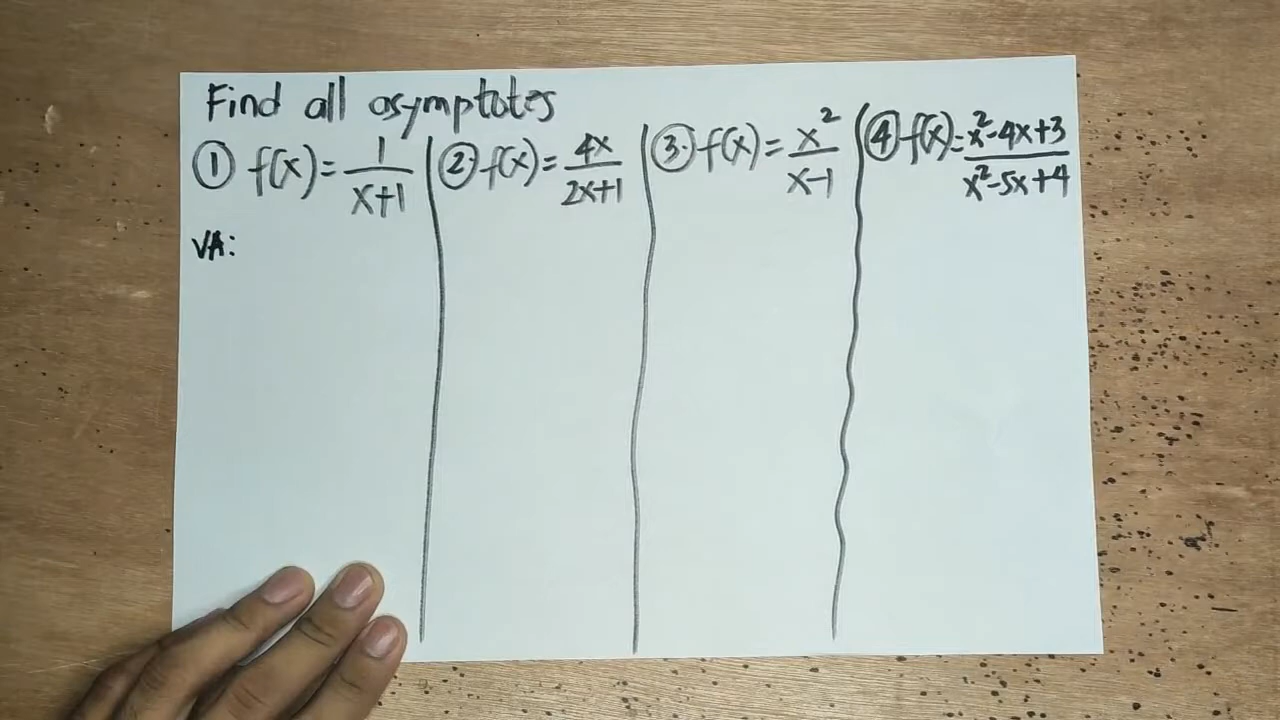 Find all asymptotes
① f(x) = 1/(x+1)
② f(x) = 4x/(2x+1)
③ f(x) = x²/(x-1)
④ f(x) = (x²-4x+3)/(x²-5x+4)
VA: